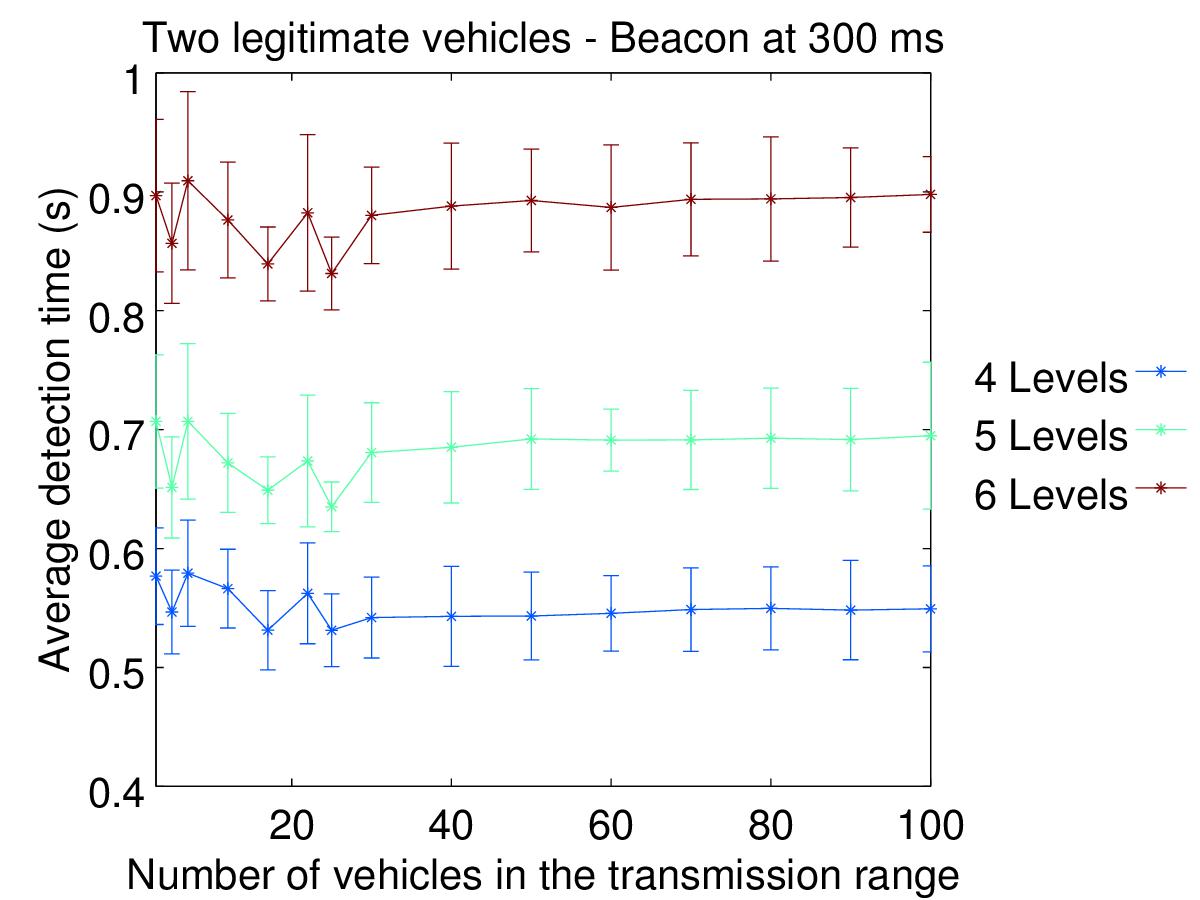 Two legitimate vehicles - Beacon at 300 ms
1
0.9
0.8
0.7
0.6
0.5
0.4
Average detection time (s)
20 40 60 80 100
Number of vehicles in the transmission range
4 Levels
5 Levels
6 Levels